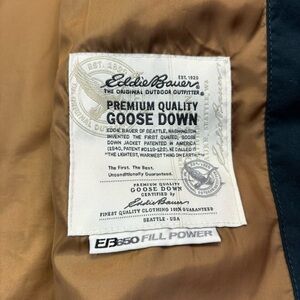 EST. 1920
Eddie Bauer
EST. 1920
THE ORIGINAL OUTDOOR OUTFITTER
PREMIUM QUALITY
GOOSE DOWN
EDDIE BAUER OF SEATTLE, WASHINGTON
INVENTED THE FIRST QUILTED, GOOSE
DOWN JACKET PATENTED IN AMERICA
(1940, PATENT #D119-122). HE CALLED IT
"THE LIGHTEST, WARMEST THING ON EARTH"
The First. The Best.
Unconditionally Guaranteed.
PREMIUM QUALITY
GOOSE DOWN
CERTIFIED by
Eddie Bauer
FINEST QUALITY CLOTHING 100% GUARANTEED
SEATTLE - USA
EB650 FILL POWER